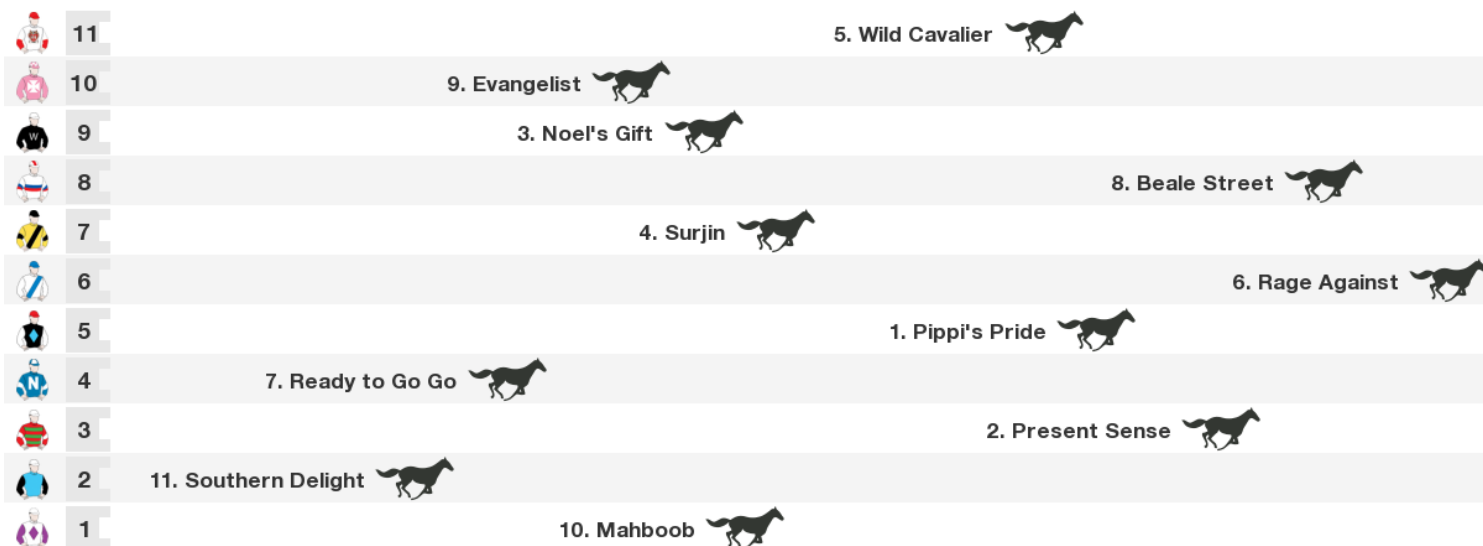 11 5. Wild Cavalier
10 9. Evangelist
W 9 3. Noel's Gift
8 8. Beale Street
7 4. Surjin
6 6. Rage Against
5 1. Pippi's Pride
N 4 7. Ready to Go Go
3 2. Present Sense
2 11. Southern Delight
1 10. Mahboob